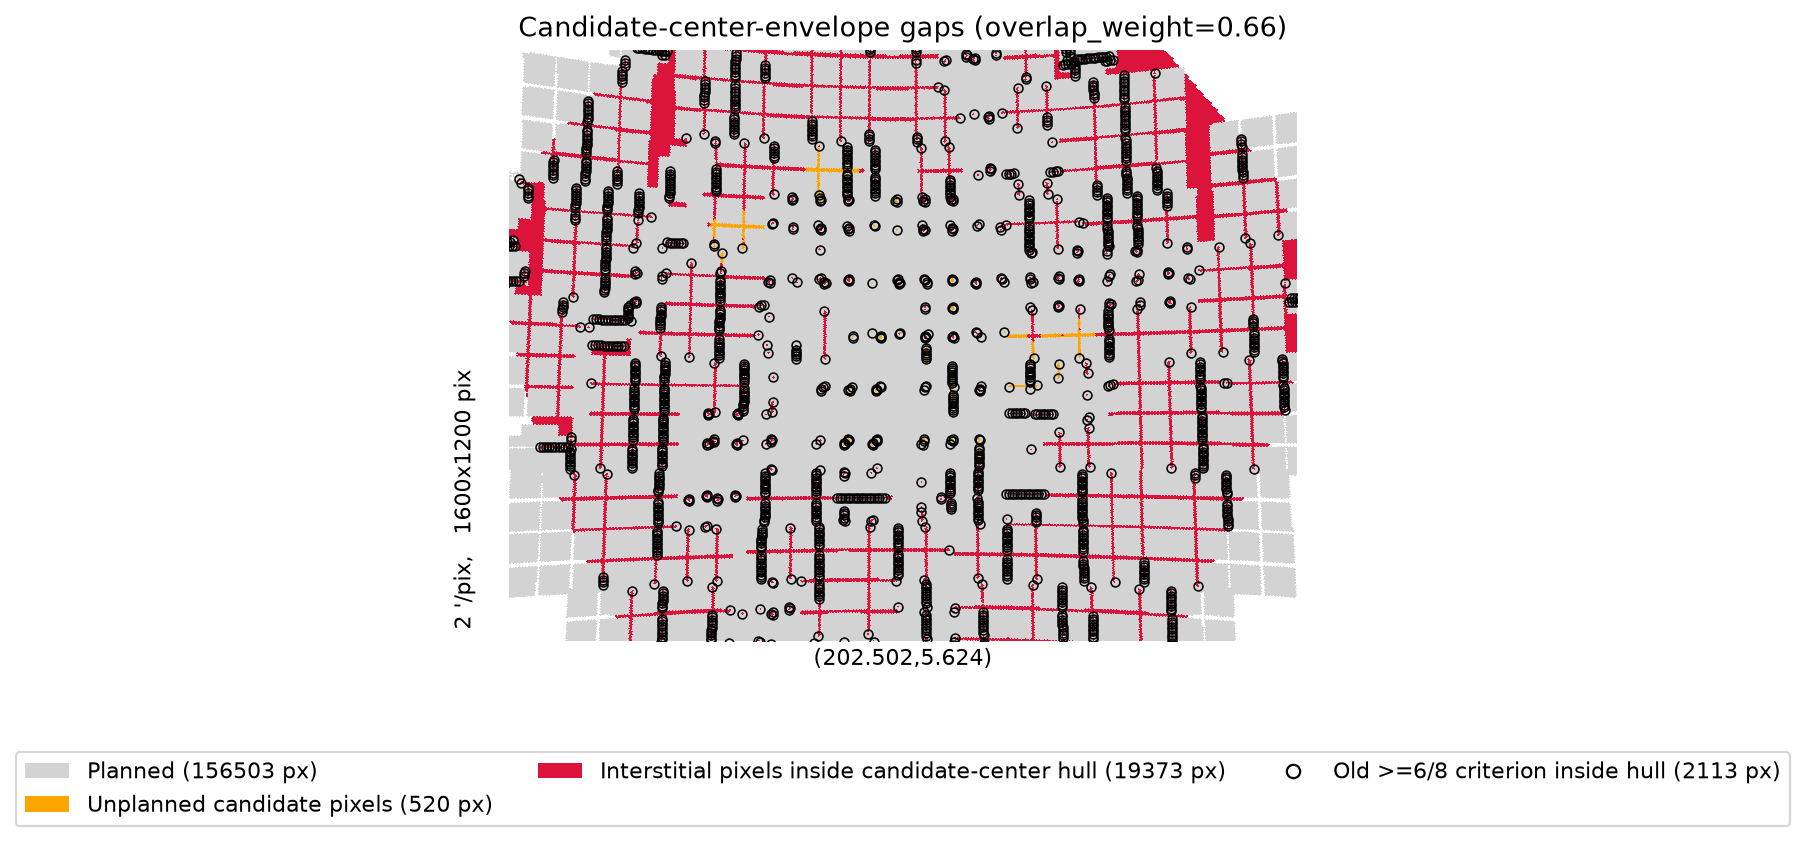 Candidate-center-envelope gaps (overlap_weight=0.66)
2 '/pix,   1600x1200 pix
(202.502,5.624)
Planned (156503 px)
Unplanned candidate pixels (520 px)
Interstitial pixels inside candidate-center hull (19373 px)
Old >=6/8 criterion inside hull (2113 px)